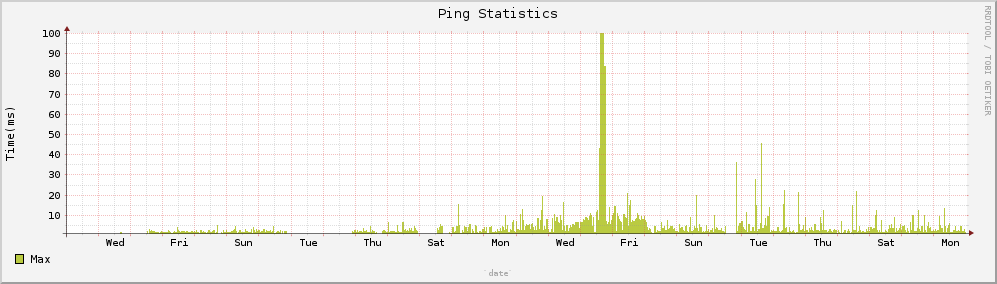 Ping Statistics
RRDTOOL / TOBI OETIKER
Time(ms)
100
90
80
70
60
50
40
30
20
10
Wed Fri Sun Tue Thu Sat Mon Wed Fri Sun Tue Thu Sat Mon
Max
`date`